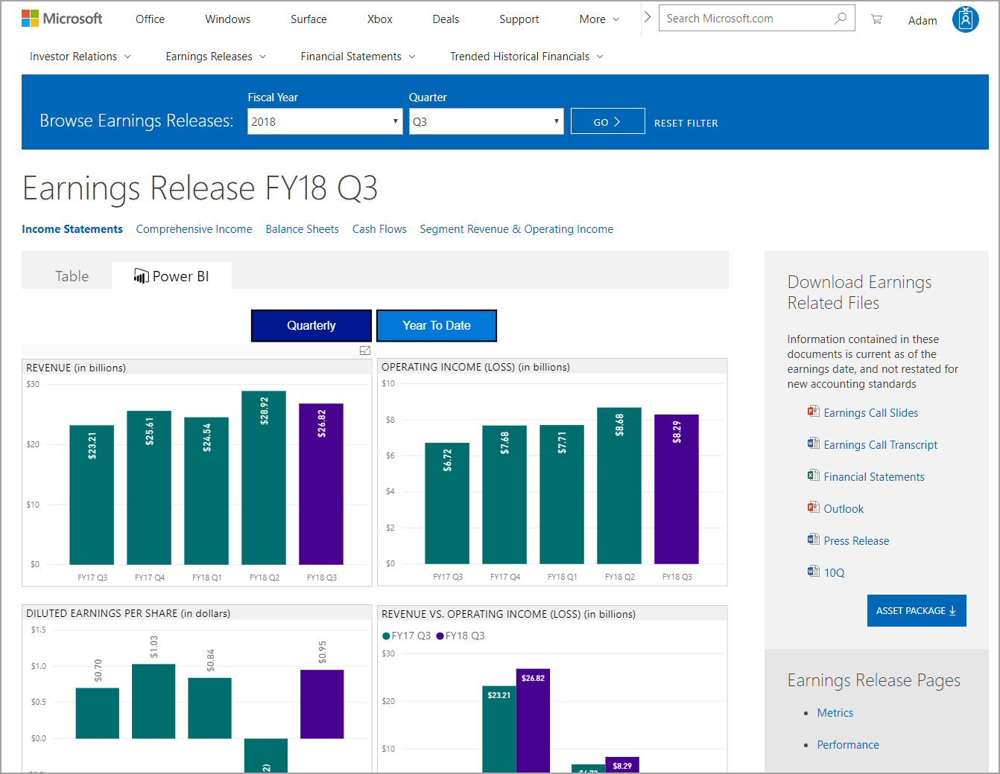 Microsoft Office Windows Surface Xbox Deals Support More Search Microsoft.com Adam
Investor Relations Earnings Releases Financial Statements Trended Historical Financials
Fiscal Year Quarter
Browse Earnings Releases: 2018 Q3 GO RESET FILTER
Earnings Release FY18 Q3
Income Statements Comprehensive Income Balance Sheets Cash Flows Segment Revenue & Operating Income
Table Power BI
Quarterly Year To Date
REVENUE (in billions)
$30
$20
$10
$0
$23.21
$25.61
$24.54
$28.92
$26.82
FY17 Q3 FY17 Q4 FY18 Q1 FY18 Q2 FY18 Q3
OPERATING INCOME (LOSS) (in billions)
$10
$8
$6
$4
$2
$0
$6.72
$7.68
$7.71
$8.68
$8.29
FY17 Q3 FY17 Q4 FY18 Q1 FY18 Q2 FY18 Q3
DILUTED EARNINGS PER SHARE (in dollars)
$1.5
$1.0
$0.5
$0.0
$0.70
$1.03
$0.84
2)
$0.95
REVENUE VS. OPERATING INCOME (LOSS) (in billions)
FY17 Q3 FY18 Q3
$30
$20
$10
$23.21
$26.82
$8.29
Download Earnings
Related Files
Information contained in these
documents is current as of the
earnings date, and not restated for
new accounting standards
Earnings Call Slides
Earnings Call Transcript
Financial Statements
Outlook
Press Release
10Q
ASSET PACKAGE
Earnings Release Pages
Metrics
Performance